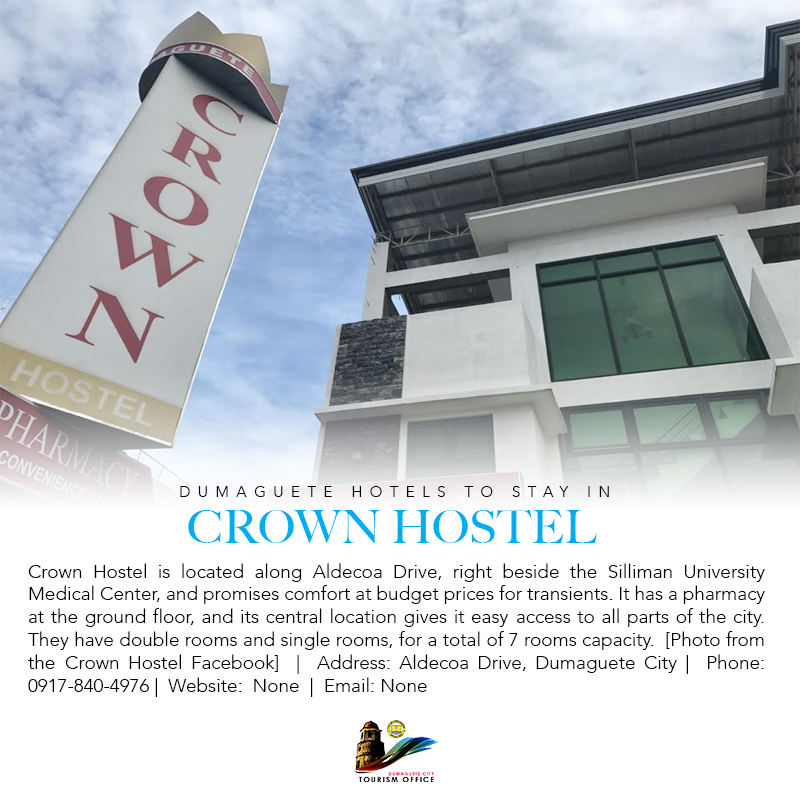 DUMAGUETE
CROWN
HOSTEL
PHARMACY
CONVENIENCE
DUMAGUETE HOTELS TO STAY IN
CROWN HOSTEL
Crown Hostel is located along Aldecoa Drive, right beside the Silliman University
Medical Center, and promises comfort at budget prices for transients. It has a pharmacy
at the ground floor, and its central location gives it easy access to all parts of the city.
They have double rooms and single rooms, for a total of 7 rooms capacity. [Photo from
the Crown Hostel Facebook] | Address: Aldecoa Drive, Dumaguete City | Phone:
0917-840-4976 | Website: None | Email: None
DUMAGUETE CITY
TOURISM OFFICE